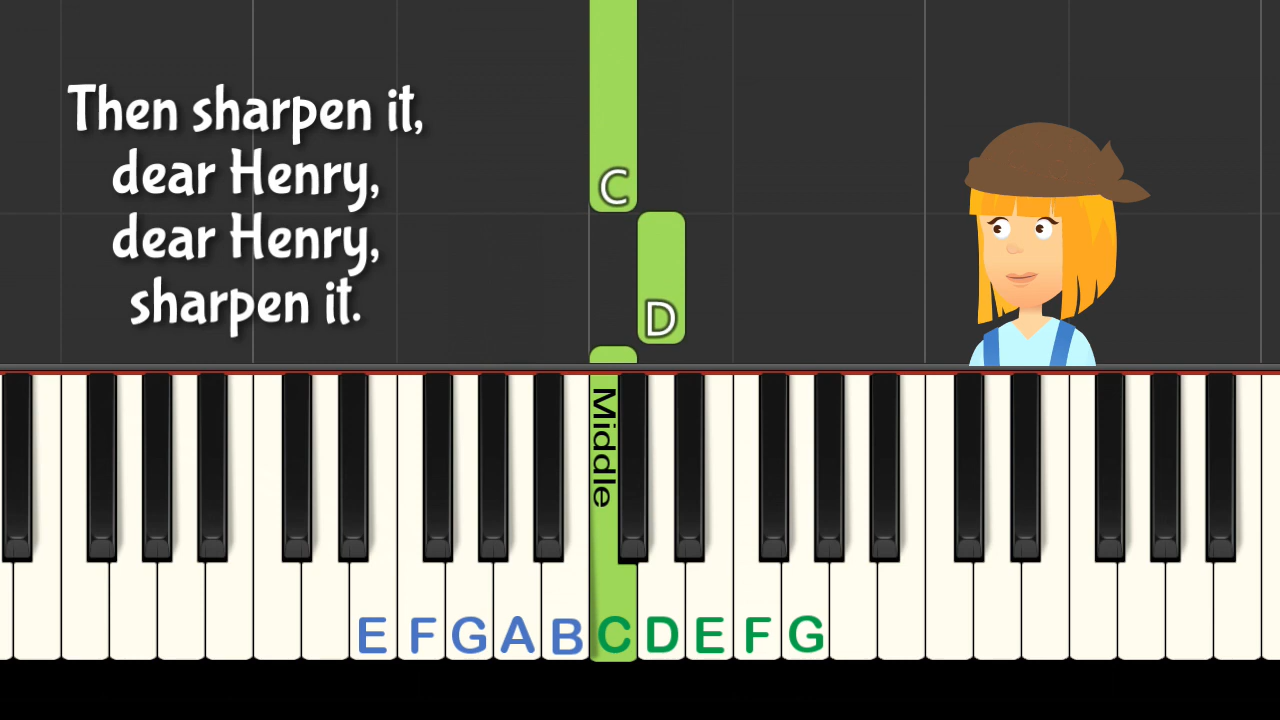 Then sharpen it,
dear Henry,
dear Henry,
sharpen it.
C
D
Middle
E F G A B C D E F G